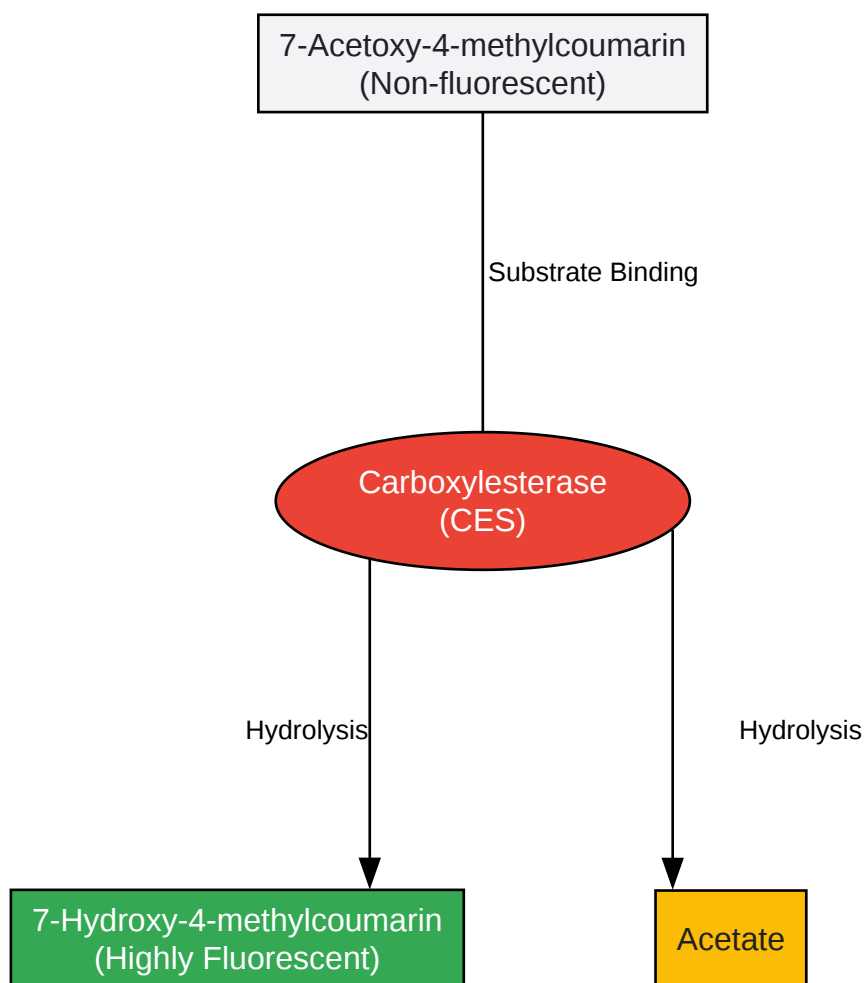 7-Acetoxy-4-methylcoumarin
(Non-fluorescent)
Substrate Binding
Carboxylesterase
(CES)
Hydrolysis
Hydrolysis
7-Hydroxy-4-methylcoumarin
(Highly Fluorescent)
Acetate